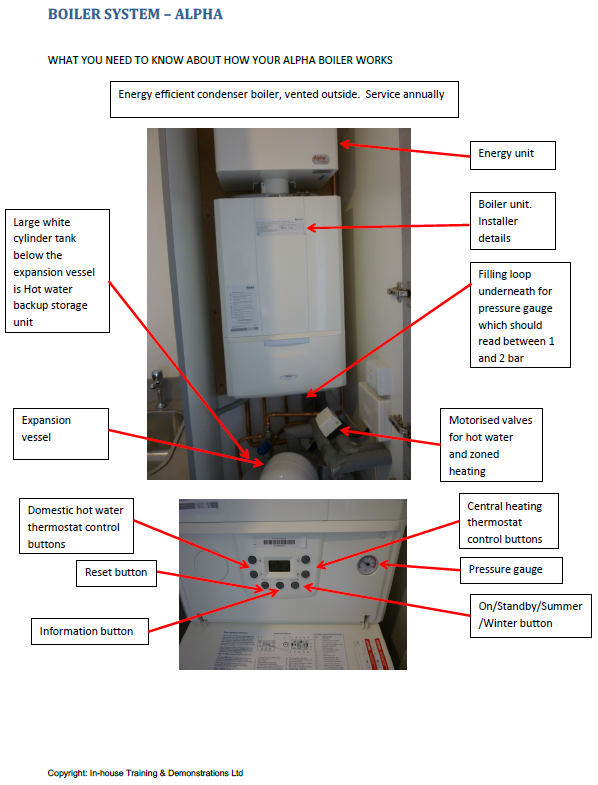 BOILER SYSTEM – ALPHA
WHAT YOU NEED TO KNOW ABOUT HOW YOUR ALPHA BOILER WORKS
Energy efficient condenser boiler, vented outside.  Service annually
Energy unit
Boiler unit.
Installer
details
Large white
cylinder tank
below the
expansion vessel
is Hot water
backup storage
unit
Filling loop
underneath for
pressure gauge
which should
read between 1
and 2 bar
Expansion
vessel
Motorised valves
for hot water
and zoned
heating
Domestic hot water
thermostat control
buttons
Central heating
thermostat
control buttons
Reset button
Pressure gauge
Information button
On/Standby/Summer
/Winter button
Copyright: In-house Training & Demonstrations Ltd